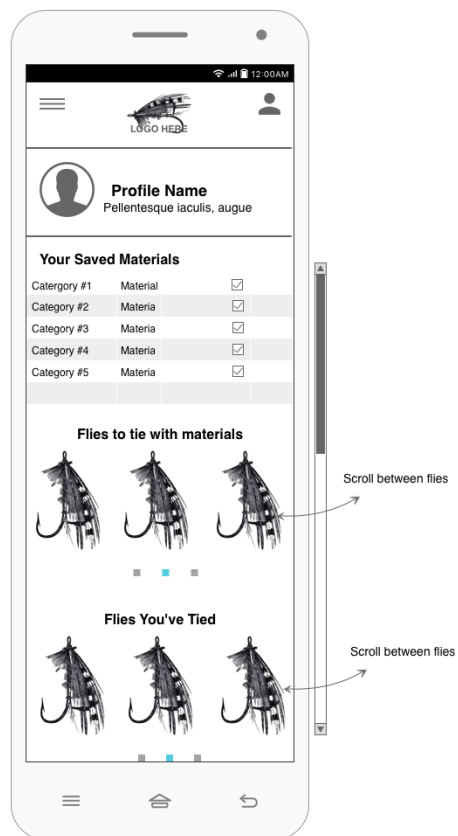 12:00AM
LOGO HERE
Profile Name
Pellentesque iaculis, augue
Your Saved Materials
Catergory #1 Material
Category #2 Materia
Category #3 Materia
Category #4 Materia
Category #5 Materia
Flies to tie with materials
Scroll between flies
Flies You've Tied
Scroll between flies